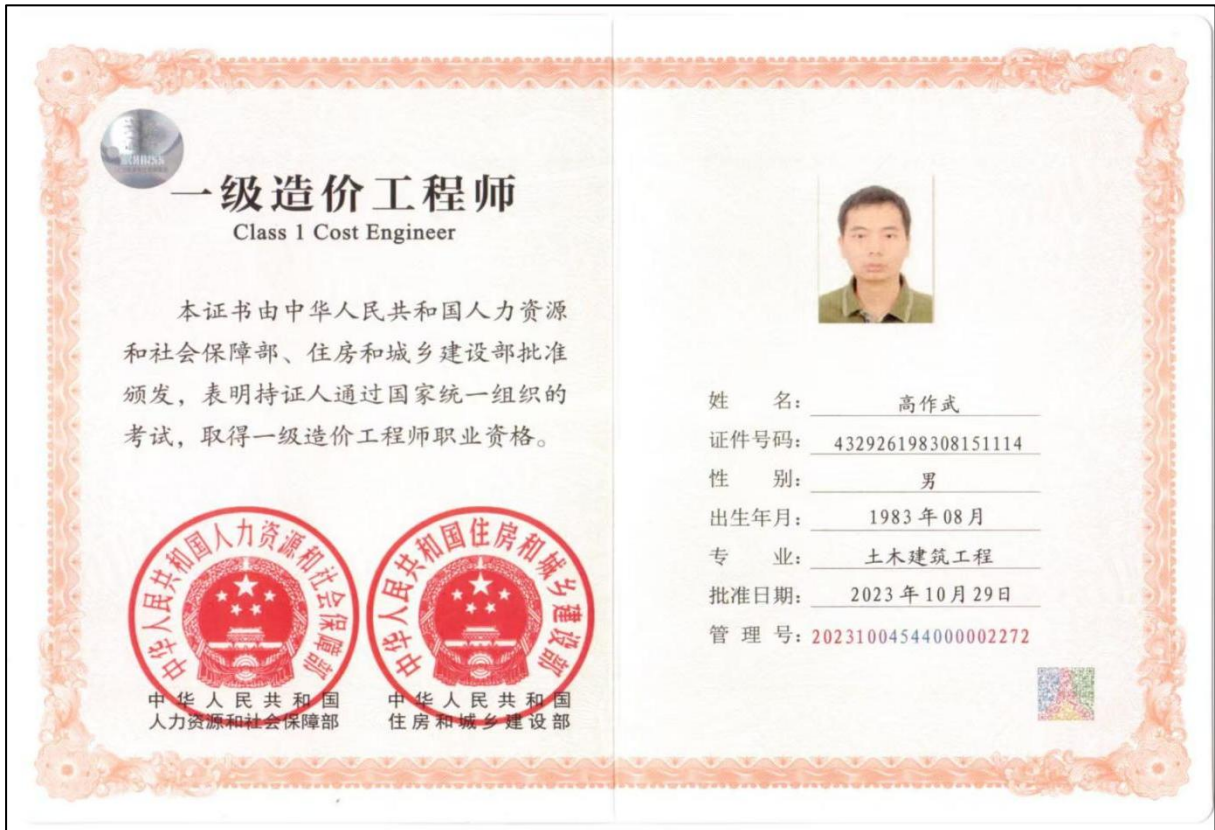 一级造价工程师
Class 1 Cost Engineer
本证书由中华人民共和国人力资源
和社会保障部、住房和城乡建设部批准
颁发，表明持证人通过国家统一组织的
考试，取得一级造价工程师职业资格。
中华人民共和国人力资源和社会保障部
中华人民共和国住房和城乡建设部
中华人民共和国
人力资源和社会保障部
中华人民共和国
住房和城乡建设部
姓 名：高作武
证件号码：432926198308151114
性 别：男
出生年月：1983年08月
专 业：土木建筑工程
批准日期：2023年10月29日
管 理 号：20231004544000002272